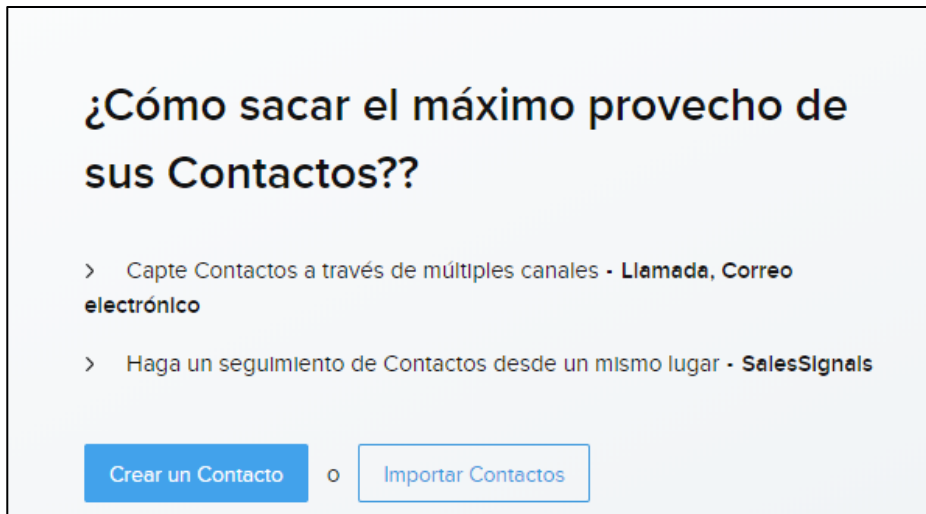 ¿Cómo sacar el máximo provecho de
sus Contactos??
> Capte Contactos a través de múltiples canales - Llamada, Correo
electrónico
> Haga un seguimiento de Contactos desde un mismo lugar - SalesSignals
Crear un Contacto o Importar Contactos